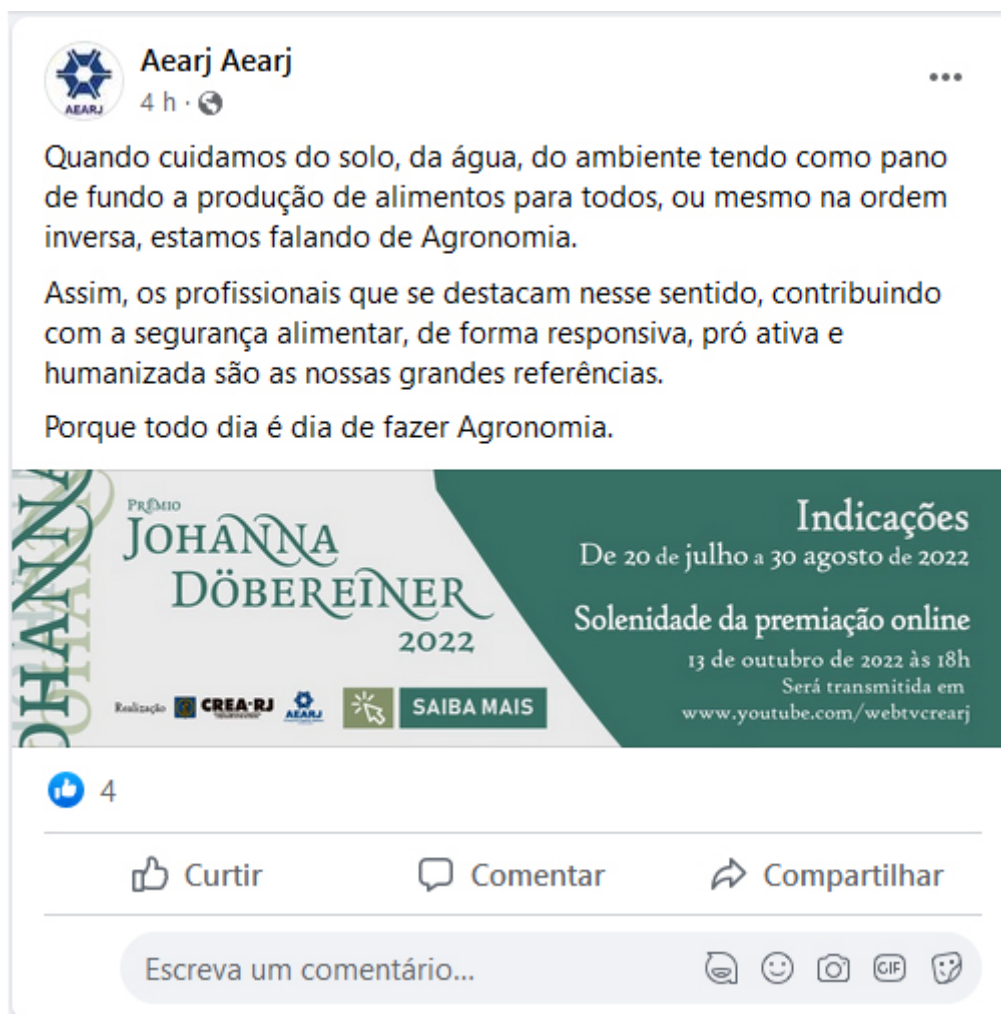 Aearj Aearj
4 h ·
AEARJ
Quando cuidamos do solo, da água, do ambiente tendo como pano
de fundo a produção de alimentos para todos, ou mesmo na ordem
inversa, estamos falando de Agronomia.
Assim, os profissionais que se destacam nesse sentido, contribuindo
com a segurança alimentar, de forma responsiva, pró ativa e
humanizada são as nossas grandes referências.
Porque todo dia é dia de fazer Agronomia.
PRÊMIO
JOHANNA
DÖBEREINER
2022
Realização CREA-RJ AEARJ
SAIBA MAIS
Indicações
De 20 de julho a 30 agosto de 2022
Solenidade da premiação online
13 de outubro de 2022 às 18h
Será transmitida em
www.youtube.com/webtvcrearj
4
Curtir Comentar Compartilhar
Escreva um comentário...
GIF